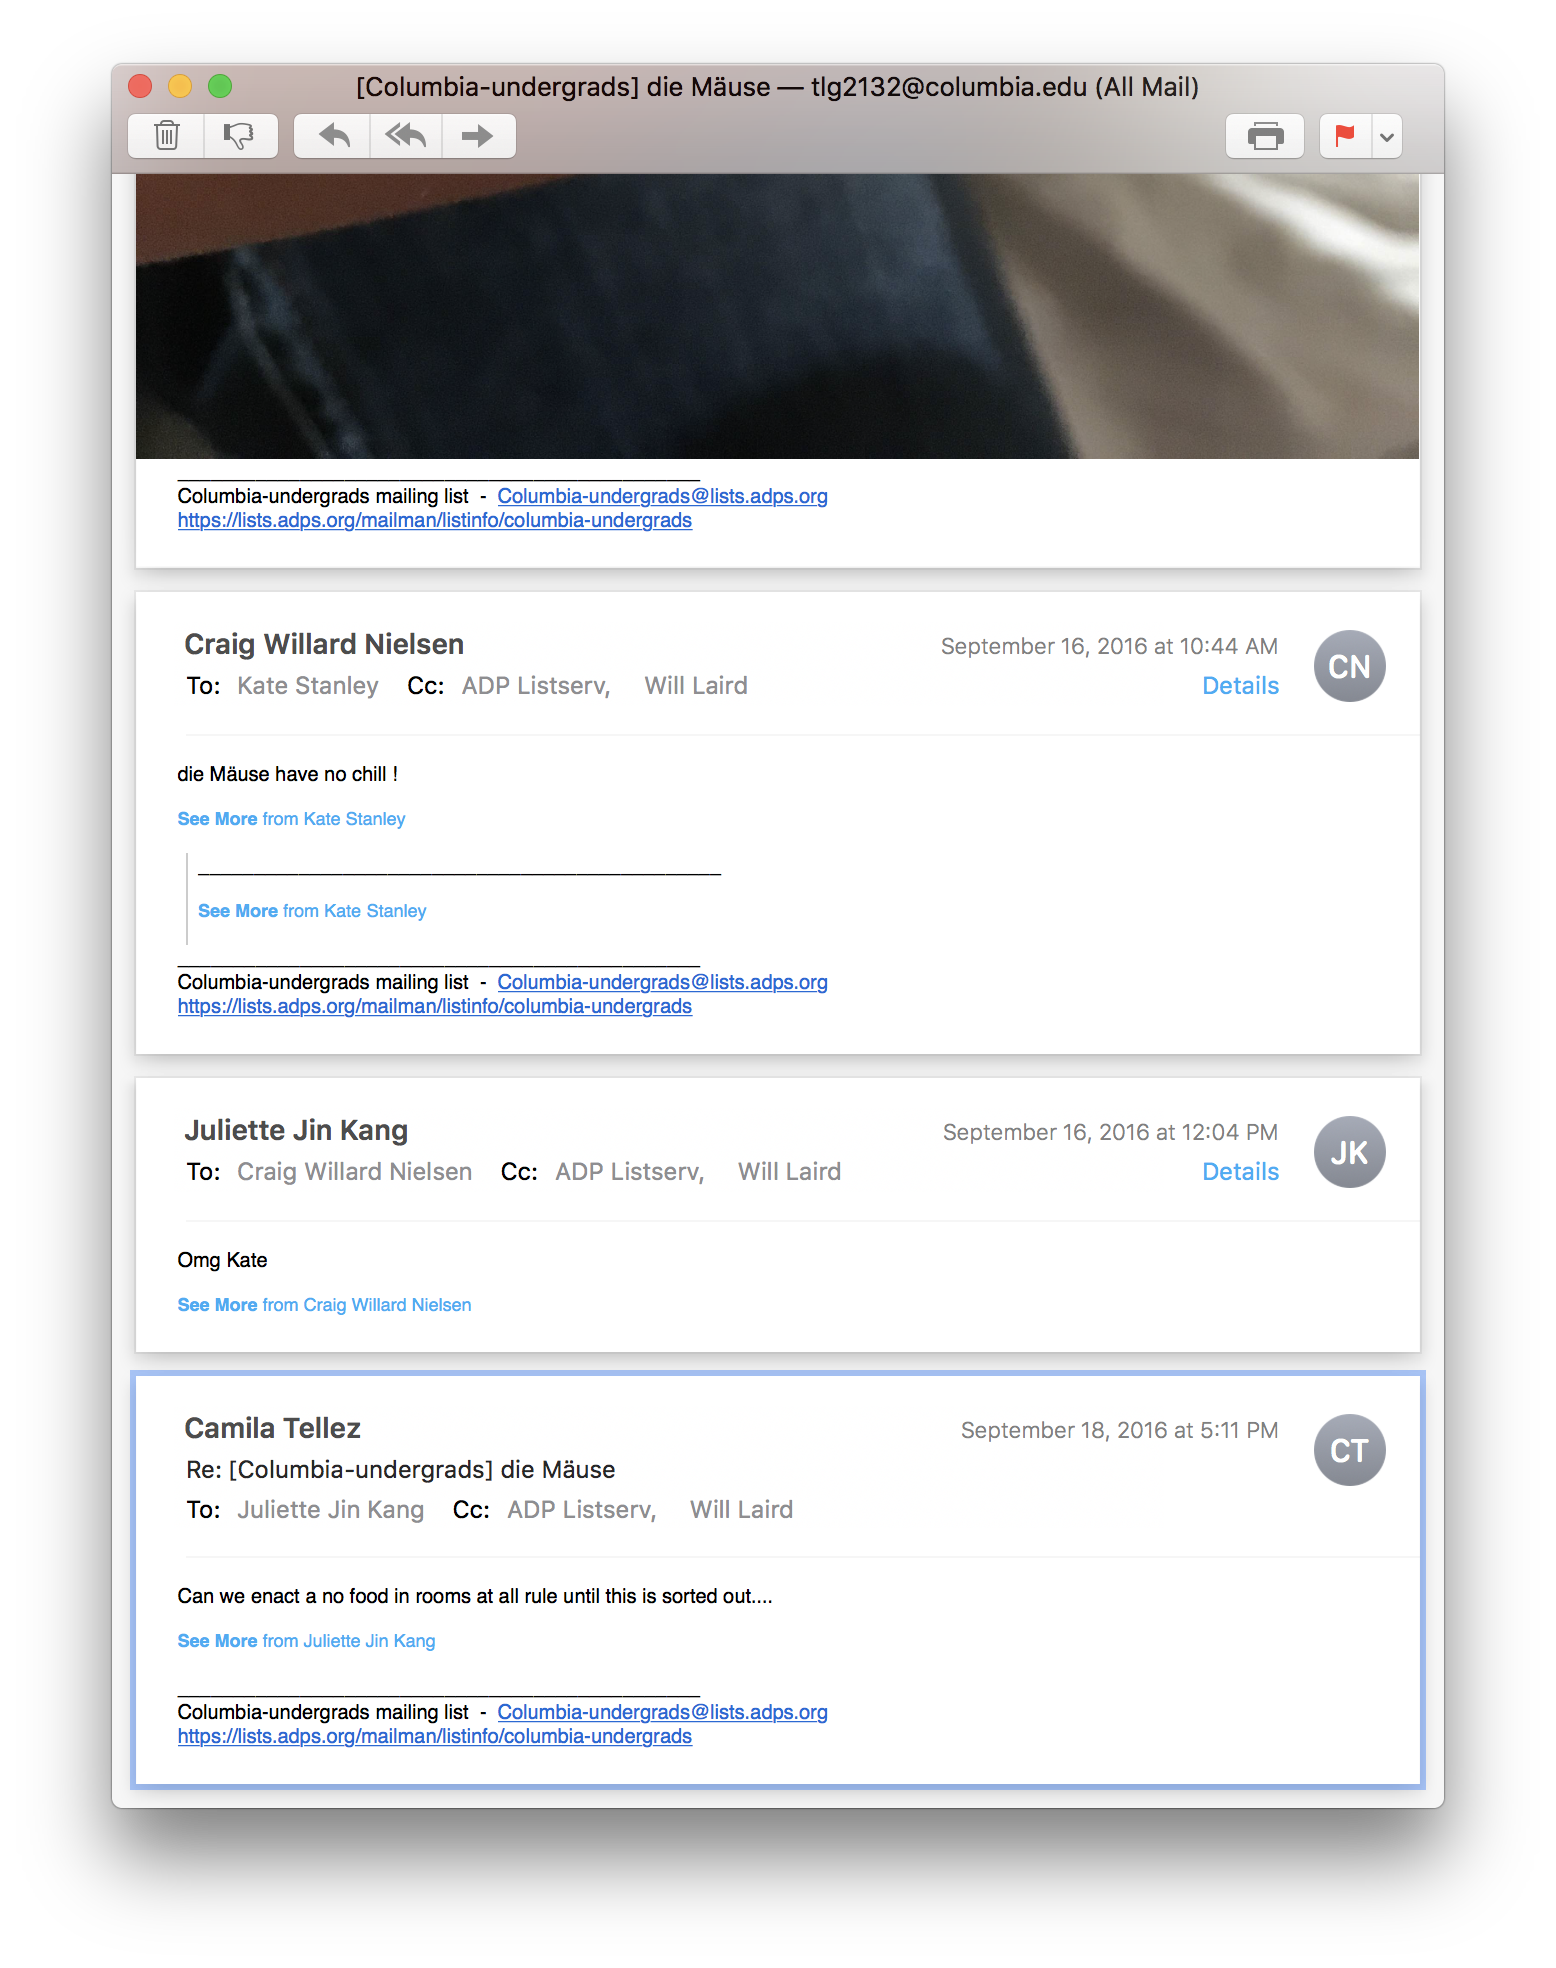 [Columbia-undergrads] die Mäuse — tlg2132@columbia.edu (All Mail)
_______________________________________________
Columbia-undergrads mailing list  -  Columbia-undergrads@lists.adps.org
https://lists.adps.org/mailman/listinfo/columbia-undergrads
Craig Willard Nielsen
September 16, 2016 at 10:44 AM
CN
To: Kate Stanley Cc: ADP Listserv, Will Laird
Details
die Mäuse have no chill !
See More from Kate Stanley
_______________________________________________
See More from Kate Stanley
_______________________________________________
Columbia-undergrads mailing list  -  Columbia-undergrads@lists.adps.org
https://lists.adps.org/mailman/listinfo/columbia-undergrads
Juliette Jin Kang
September 16, 2016 at 12:04 PM
JK
To: Craig Willard Nielsen Cc: ADP Listserv, Will Laird
Details
Omg Kate
See More from Craig Willard Nielsen
Camila Tellez
September 18, 2016 at 5:11 PM
CT
Re: [Columbia-undergrads] die Mäuse
To: Juliette Jin Kang Cc: ADP Listserv, Will Laird
Can we enact a no food in rooms at all rule until this is sorted out....
See More from Juliette Jin Kang
_______________________________________________
Columbia-undergrads mailing list  -  Columbia-undergrads@lists.adps.org
https://lists.adps.org/mailman/listinfo/columbia-undergrads